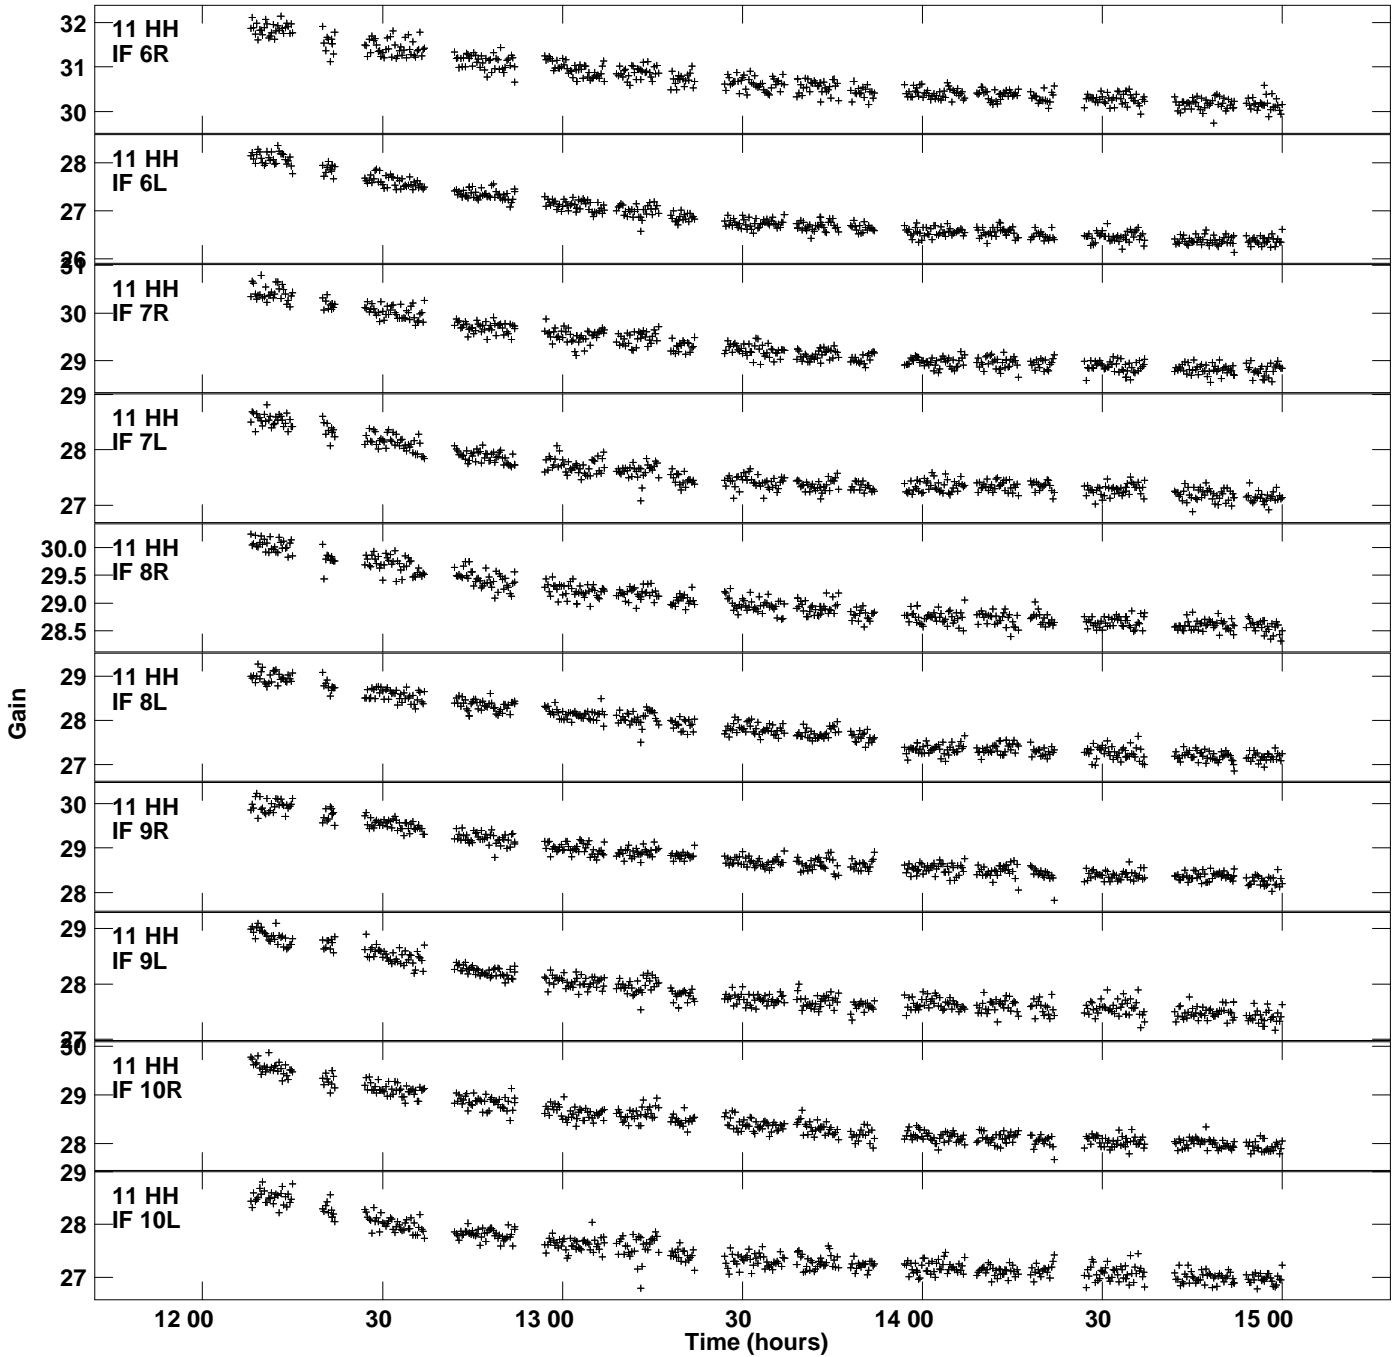 32
31
30
11 HH
IF 6R
28
27
26
11 HH
IF 6L
31
30
29
11 HH
IF 7R
29
28
27
11 HH
IF 7L
30.0
29.5
29.0
28.5
11 HH
IF 8R
29
28
27
11 HH
IF 8L
30
29
28
11 HH
IF 9R
29
28
27
11 HH
IF 9L
30
29
28
11 HH
IF 10R
29
28
27
11 HH
IF 10L
Gain
12 00 30 13 00 30 14 00 30 15 00
Time (hours)